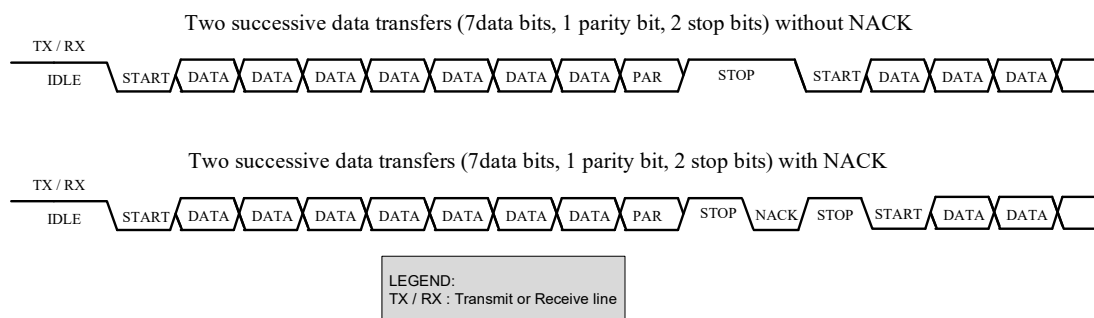 Two successive data transfers (7data bits, 1 parity bit, 2 stop bits) without NACK
TX / RX
IDLE START DATA DATA DATA DATA DATA DATA DATA PAR STOP START DATA DATA DATA
Two successive data transfers (7data bits, 1 parity bit, 2 stop bits) with NACK
TX / RX
IDLE START DATA DATA DATA DATA DATA DATA DATA PAR STOP NACK STOP START DATA DATA
LEGEND:
TX / RX : Transmit or Receive line